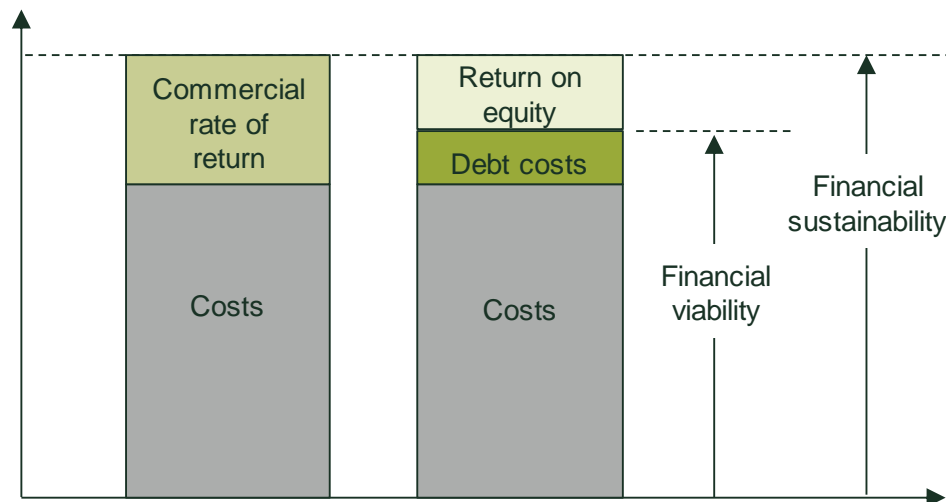 Commercial
rate of
return
Costs
Return on
equity
Debt costs
Costs
Financial
viability
Financial
sustainability